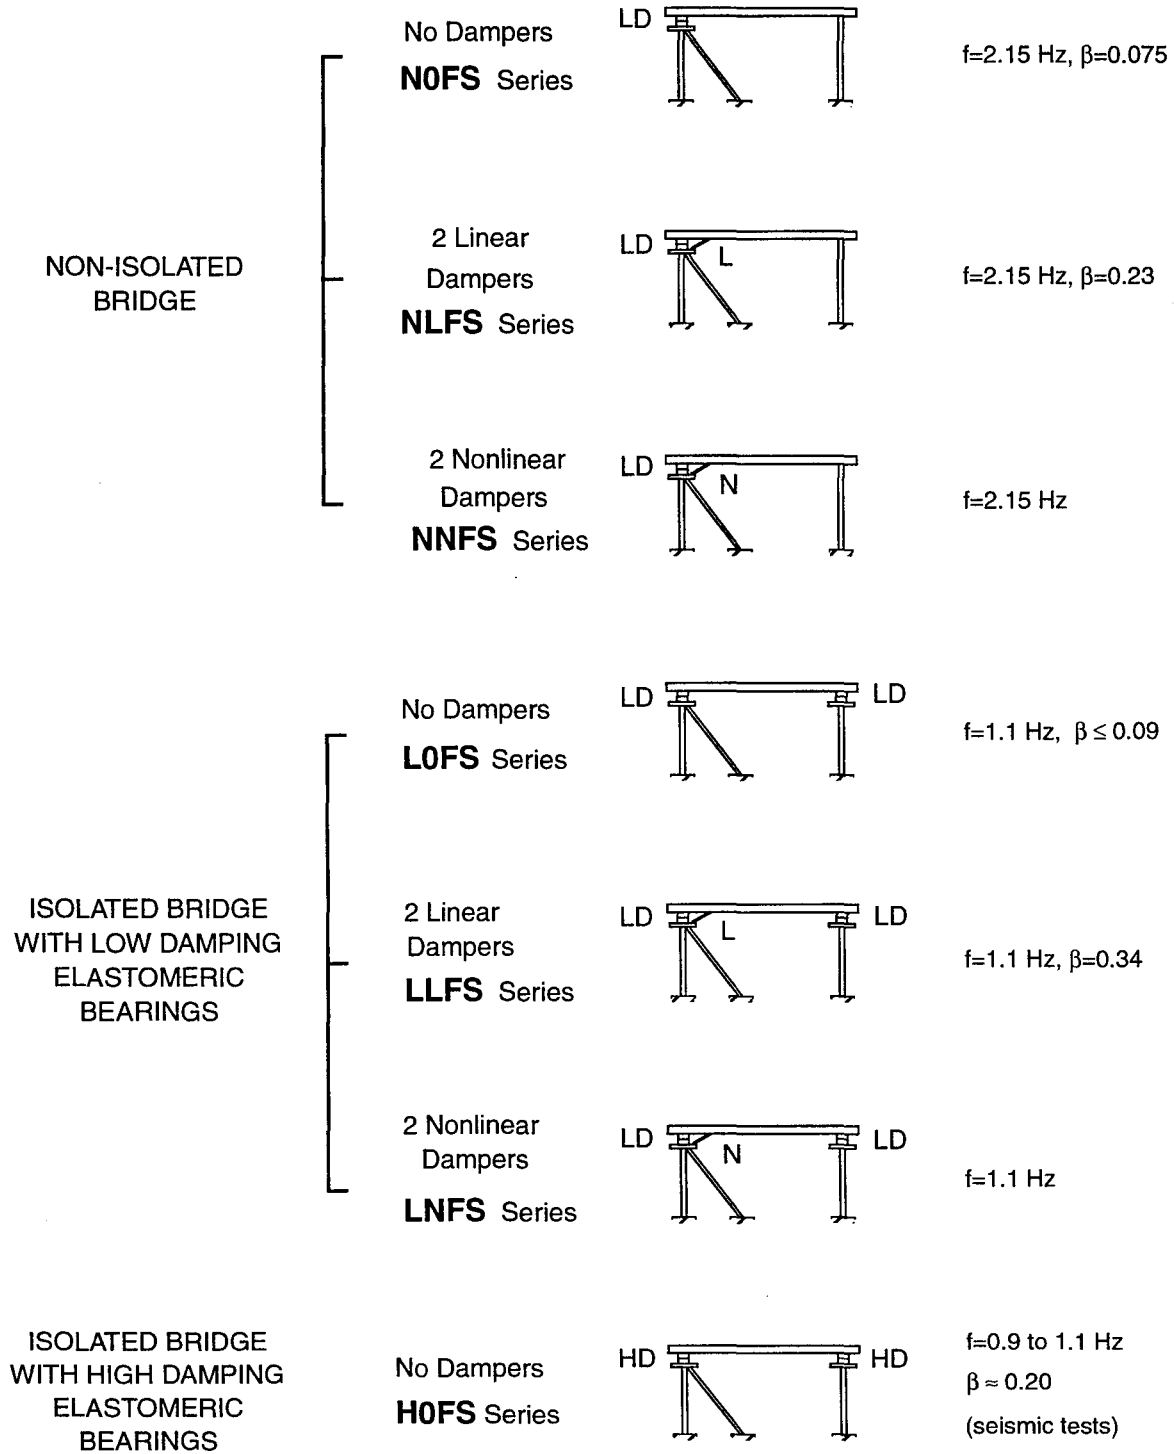 No Dampers
N0FS Series
LD
f=2.15 Hz, β=0.075
NON-ISOLATED
BRIDGE
2 Linear
Dampers
NLFS Series
LD
L
f=2.15 Hz, β=0.23
2 Nonlinear
Dampers
NNFS Series
LD
N
f=2.15 Hz
No Dampers
L0FS Series
LD
LD
f=1.1 Hz, β ≤ 0.09
ISOLATED BRIDGE
WITH LOW DAMPING
ELASTOMERIC
BEARINGS
2 Linear
Dampers
LLFS Series
LD
L
LD
f=1.1 Hz, β=0.34
2 Nonlinear
Dampers
LNFS Series
LD
N
LD
f=1.1 Hz
ISOLATED BRIDGE
WITH HIGH DAMPING
ELASTOMERIC
BEARINGS
No Dampers
H0FS Series
HD
HD
f=0.9 to 1.1 Hz
β ≈ 0.20
(seismic tests)